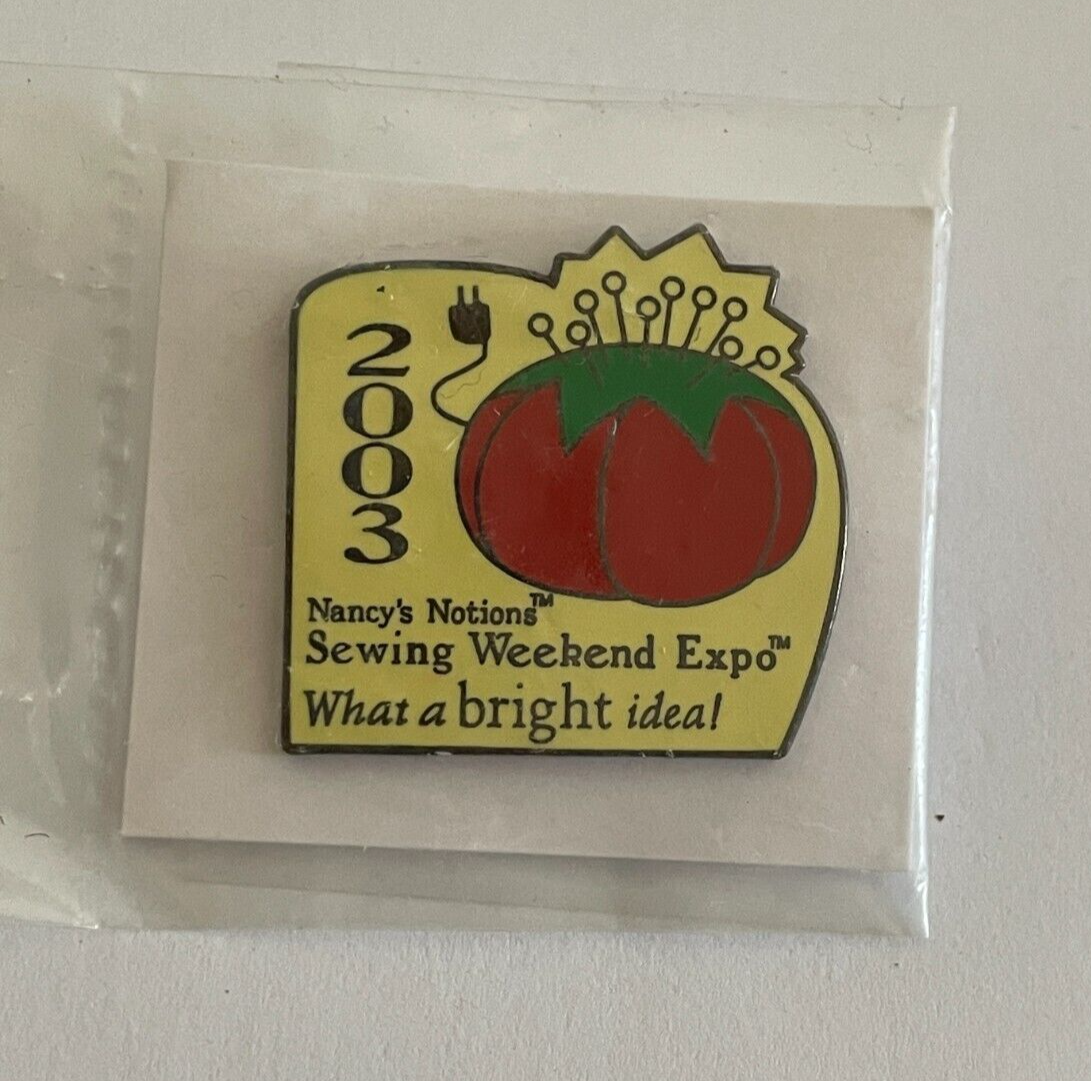 2003
Nancy's Notions™
Sewing Weekend Expo™
What a bright idea!